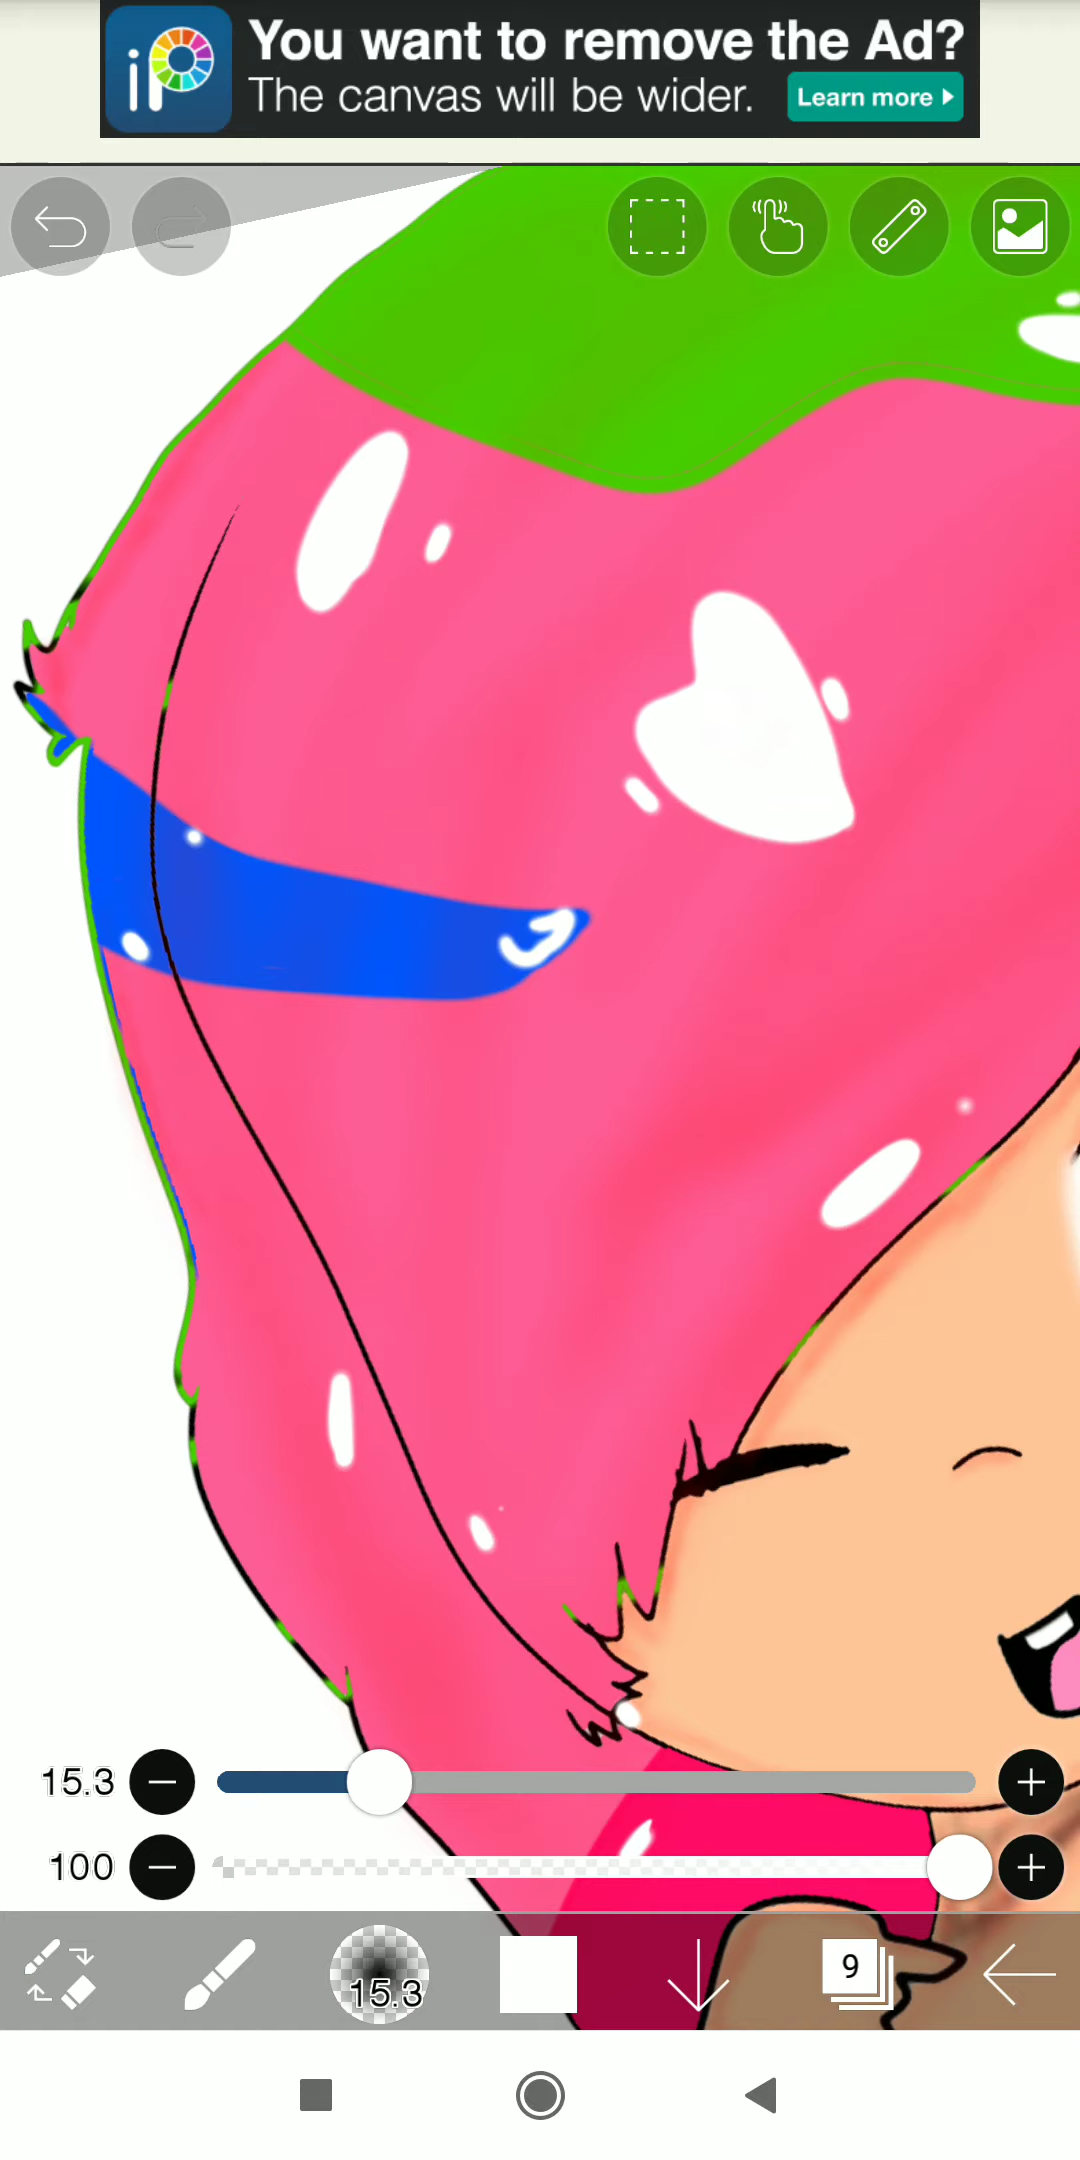 iP
You want to remove the Ad?
The canvas will be wider.
Learn more
15.3
100
15.3
9